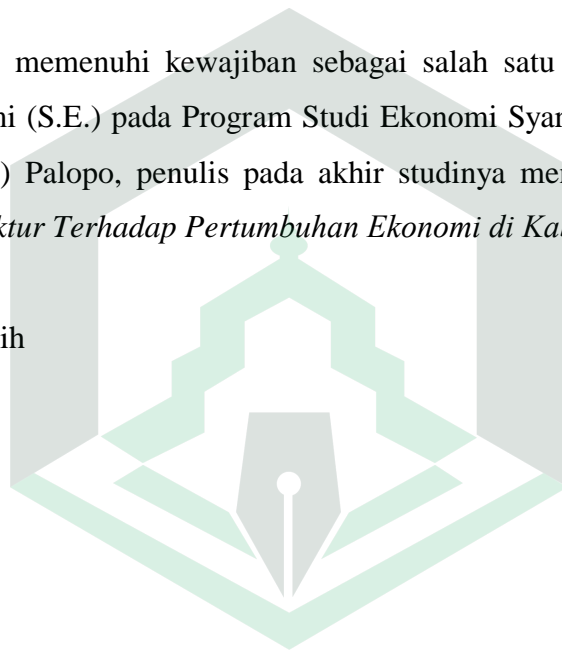 memenuhi kewajiban sebagai salah satu
ni (S.E.) pada Program Studi Ekonomi Syar
) Palopo, penulis pada akhir studinya mer
ktur Terhadap Pertumbuhan Ekonomi di Ka
ih